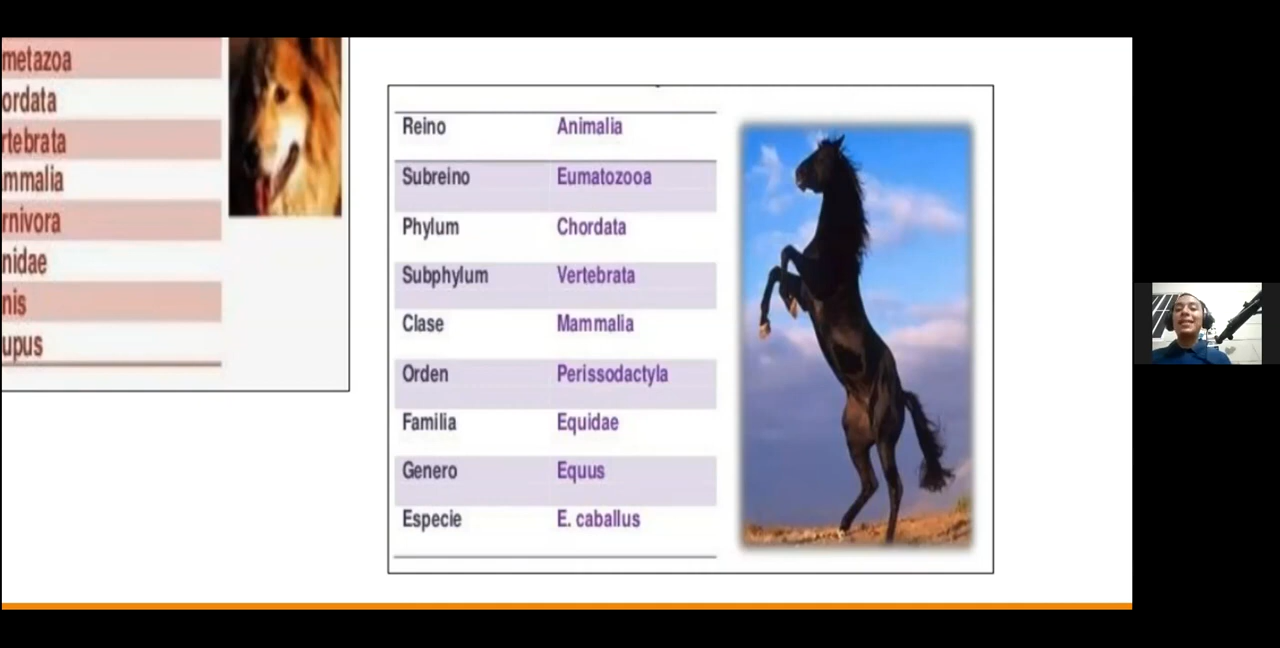 metazoa
ordata
rtebrata
mmalia
rnivora
nidae
nis
upus
Reino Animalia
Subreino Eumatozooa
Phylum Chordata
Subphylum Vertebrata
Clase Mammalia
Orden Perissodactyla
Familia Equidae
Genero Equus
Especie E. caballus